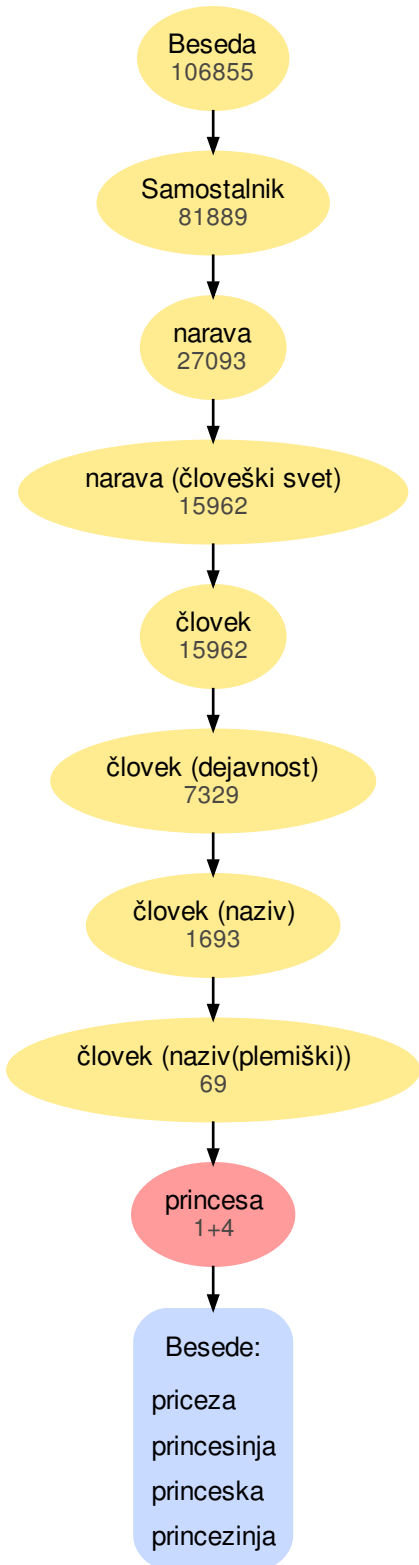 Beseda
106855
Samostalnik
81889
narava
27093
narava (človeški svet)
15962
človek
15962
človek (dejavnost)
7329
človek (naziv)
1693
človek (naziv(plemiški))
69
princesa
1+4
Besede:
priceza
princesinja
princeska
princezinja